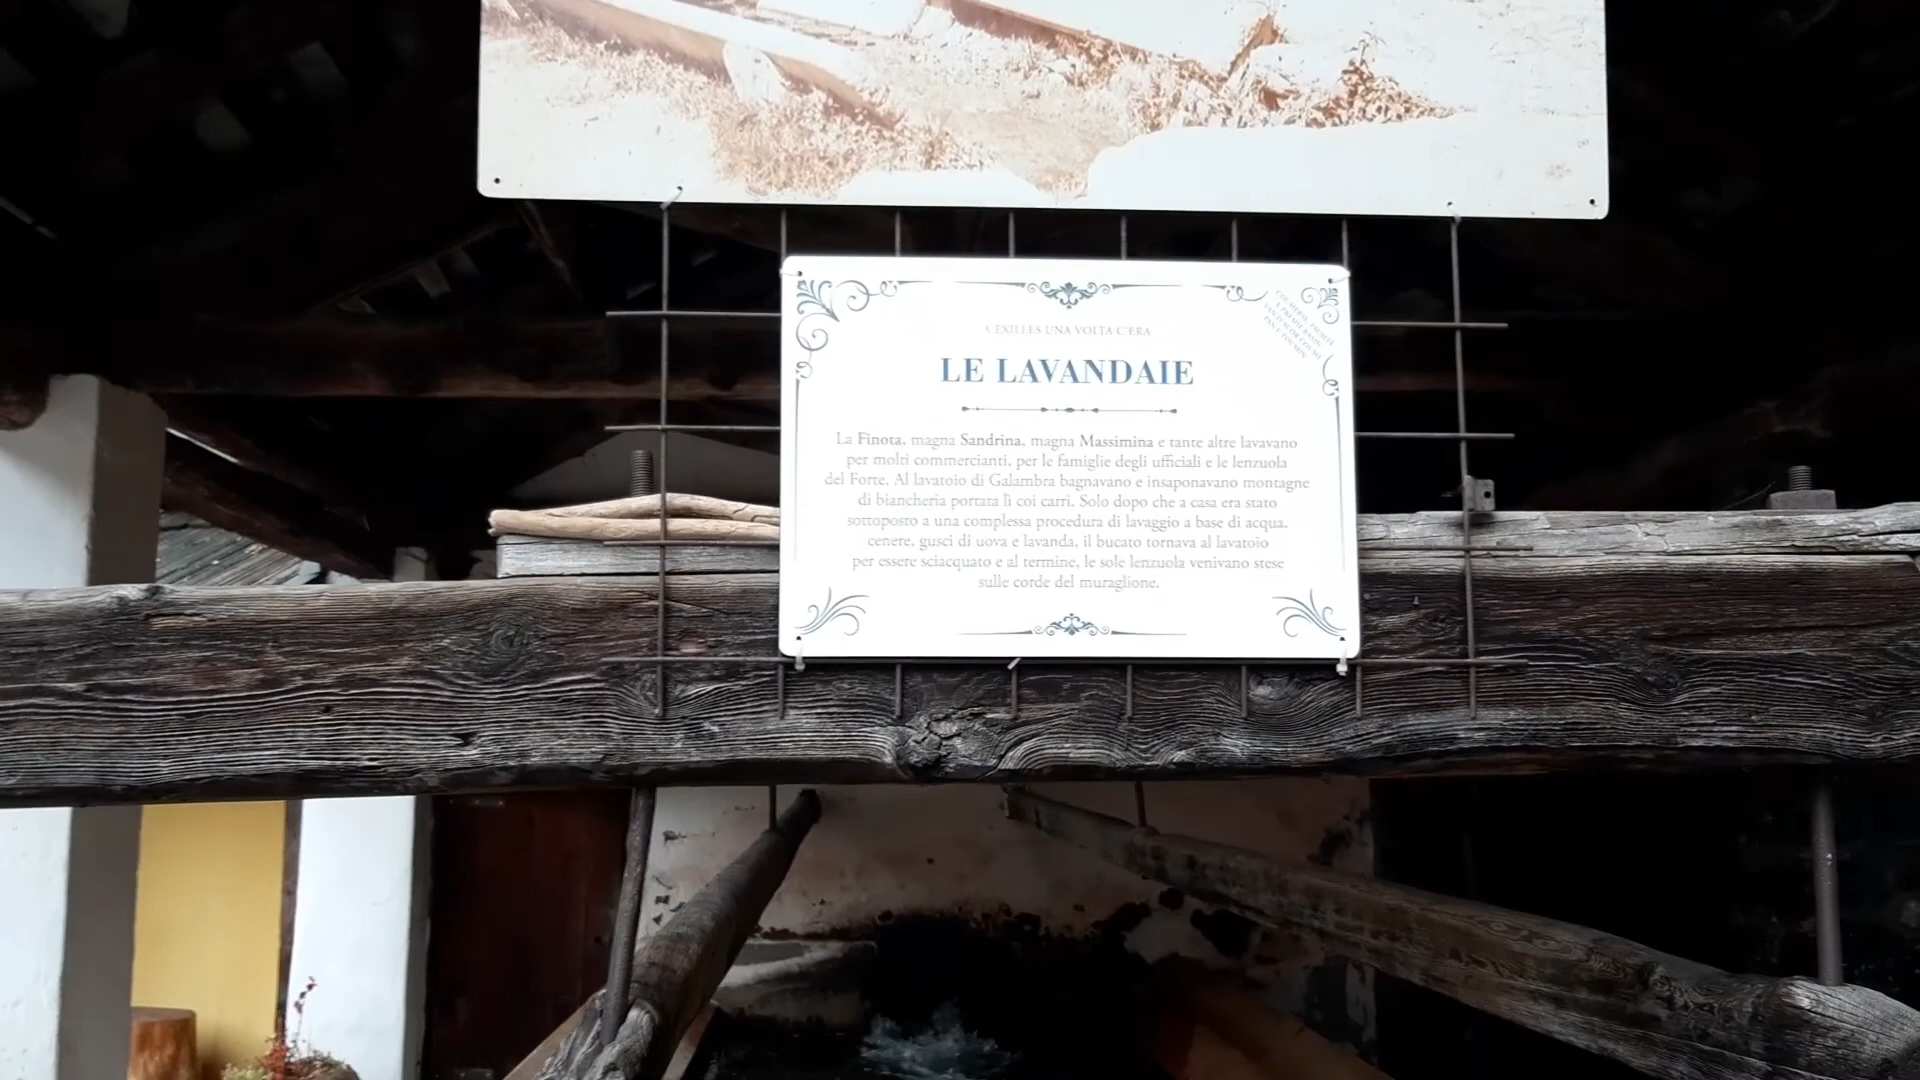 A EXILLES UNA VOLTA C'ERA
LE LAVANDAIE
La Finota, magna Sandrina, magna Massimina e tante altre lavavano
per molti commercianti, per le famiglie degli ufficiali e le lenzuola
del Forte. Al lavatoio di Galambra bagnavano e insaponavano montagne
di biancheria portata lì coi carri. Solo dopo che a casa era stato
sottoposto a una complessa procedura di lavaggio a base di acqua,
cenere, gusci di uova e lavanda, il bucato tornava al lavatoio
per essere sciacquato e al termine, le sole lenzuola venivano stese
sulle corde del muraglione.